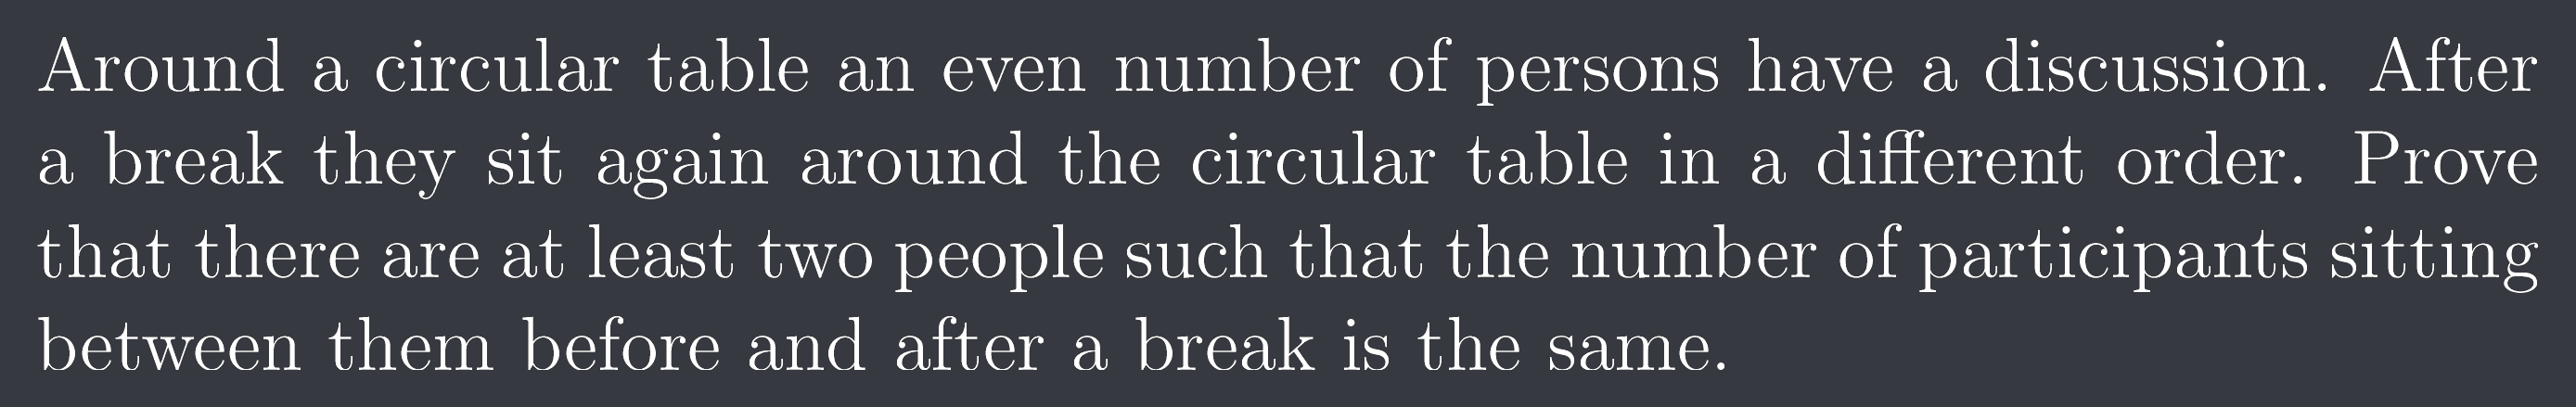 Around a circular table an even number of persons have a discussion. After
a break they sit again around the circular table in a different order. Prove
that there are at least two people such that the number of participants sitting
between them before and after a break is the same.